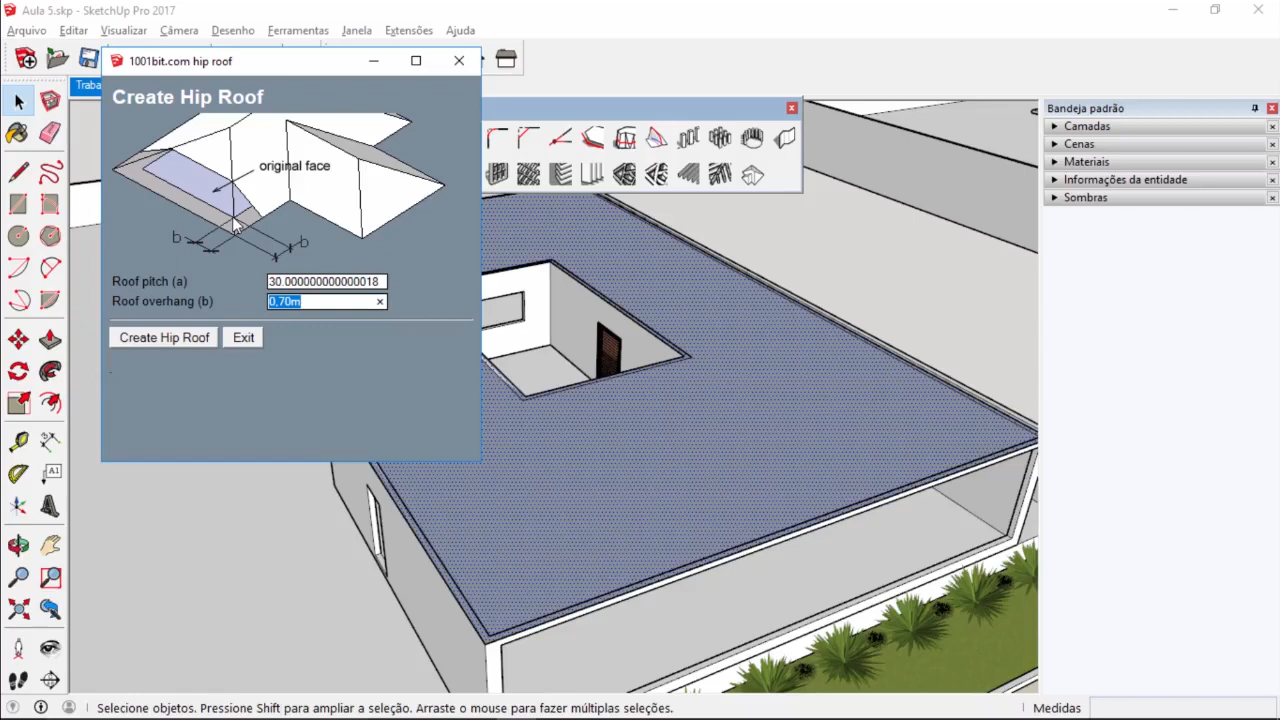 Aula 5.skp - SketchUp Pro 2017
Arquivo Editar Visualizar Câmera Desenho Ferramentas Janela Extensões Ajuda
1001bit.com hip roof
Traba
Create Hip Roof
original face
b
b
Roof pitch (a) 30.000000000000018
Roof overhang (b) 0,70m
Create Hip Roof Exit
Bandeja padrão
Camadas
Cenas
Materiais
Informações da entidade
Sombras
A1
Selecione objetos. Pressione Shift para ampliar a seleção. Arraste o mouse para fazer múltiplas seleções.
Medidas